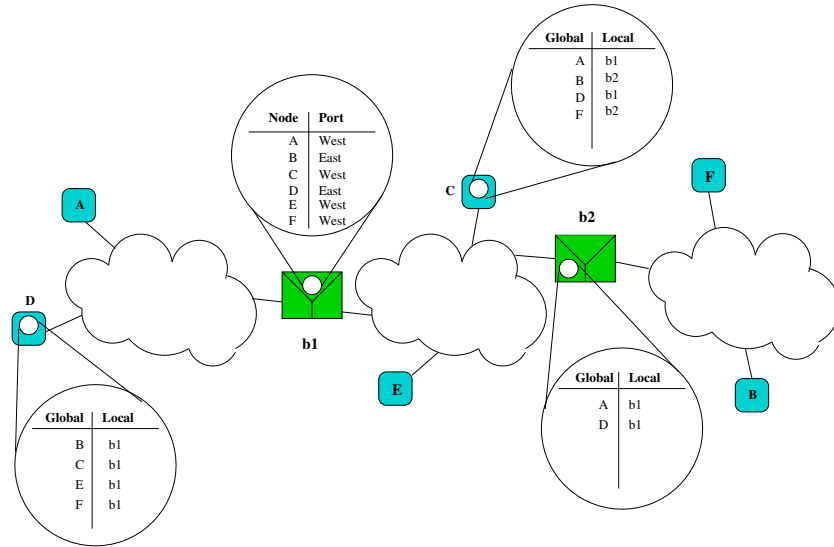 Global Local
A b1
B b2
D b1
F b2
Node Port
A West
B East
C West
D East
E West
F West
C
F
A
b2
D
b1
E
B
Global Local
A b1
D b1
Global Local
B b1
C b1
E b1
F b1